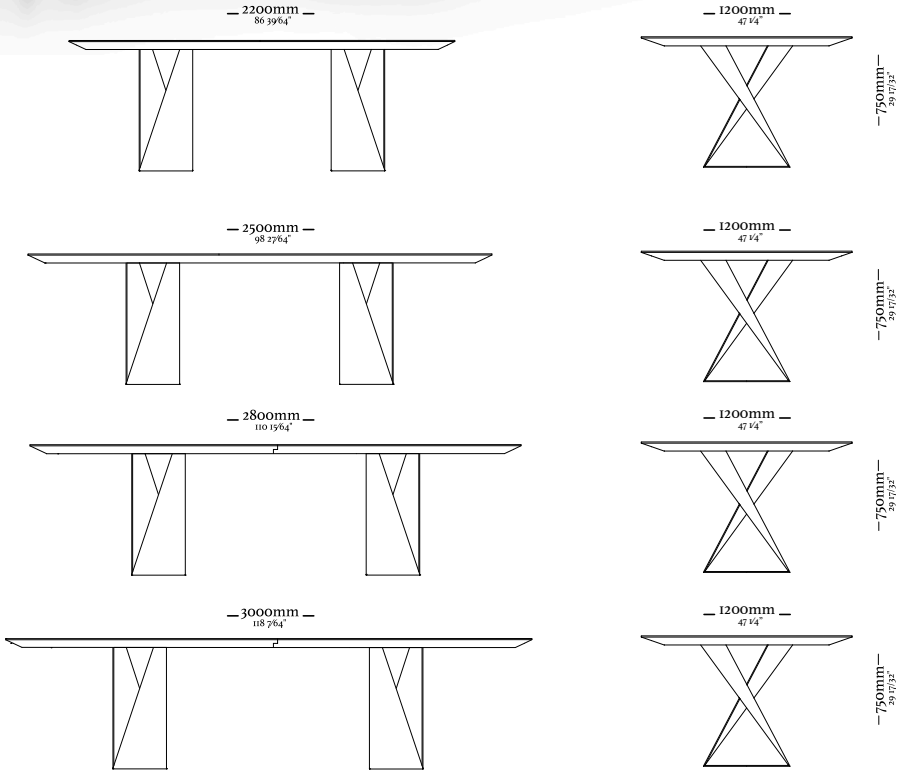 2200mm
86 39/64"
1200mm
47 1/4"
750mm
29 17/32"
2500mm
98 27/64"
1200mm
47 1/4"
750mm
29 17/32"
2800mm
110 15/64"
1200mm
47 1/4"
750mm
29 17/32"
3000mm
118 7/64"
1200mm
47 1/4"
750mm
29 17/32"